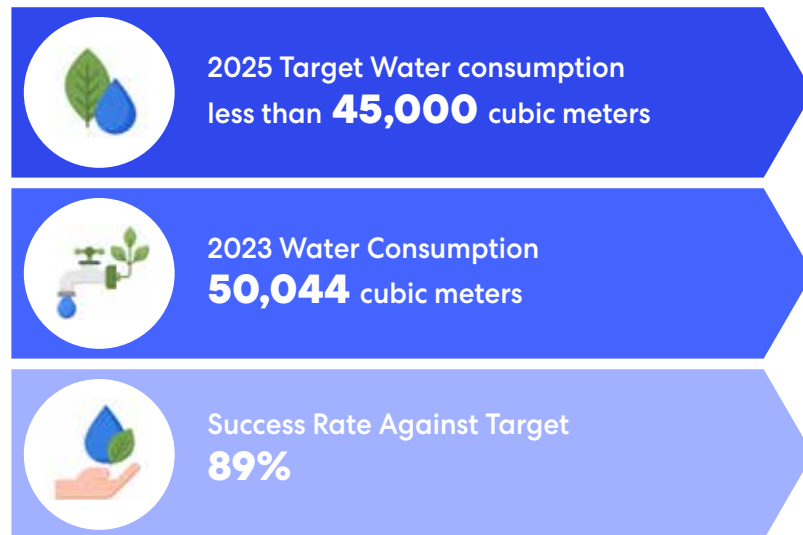 2025 Target Water consumption
less than 45,000 cubic meters
2023 Water Consumption
50,044 cubic meters
Success Rate Against Target
89%